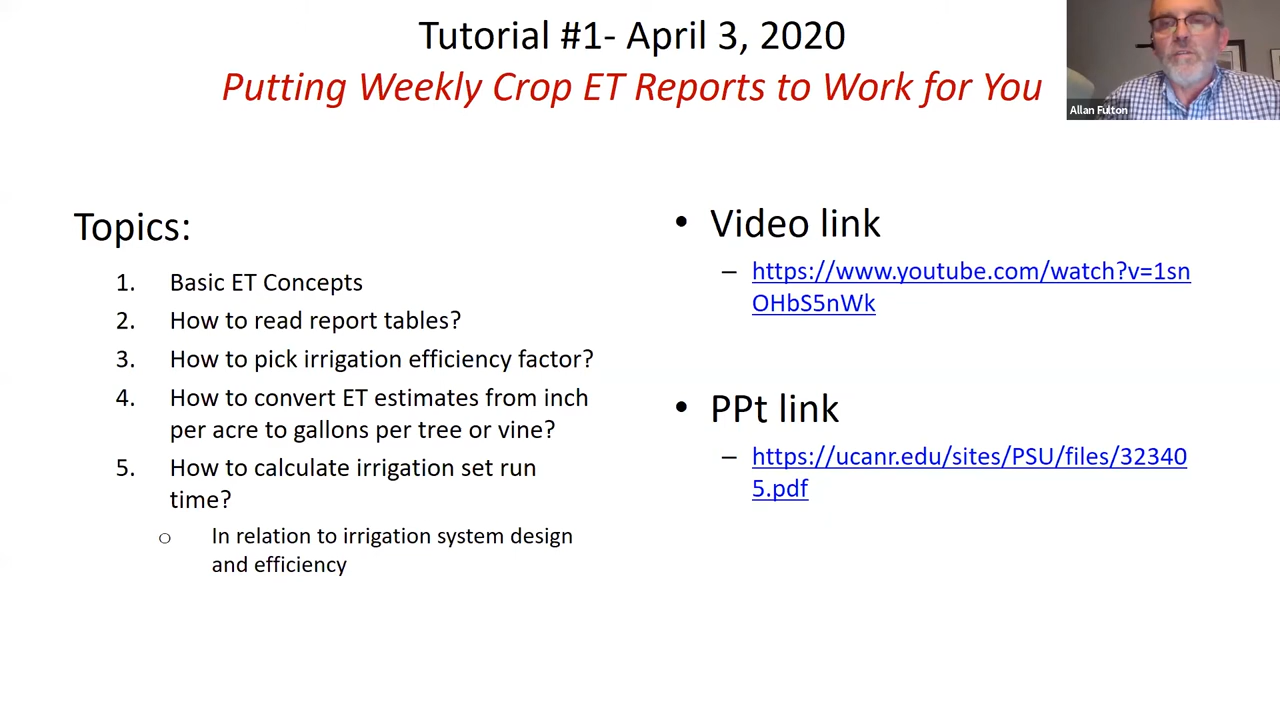 Tutorial #1- April 3, 2020
Putting Weekly Crop ET Reports to Work for You
Allan Fulton
Topics:
1. Basic ET Concepts
2. How to read report tables?
3. How to pick irrigation efficiency factor?
4. How to convert ET estimates from inch
per acre to gallons per tree or vine?
5. How to calculate irrigation set run
time?
○ In relation to irrigation system design
and efficiency
• Video link
– https://www.youtube.com/watch?v=1sn
OHbS5nWk
• PPt link
– https://ucanr.edu/sites/PSU/files/32340
5.pdf